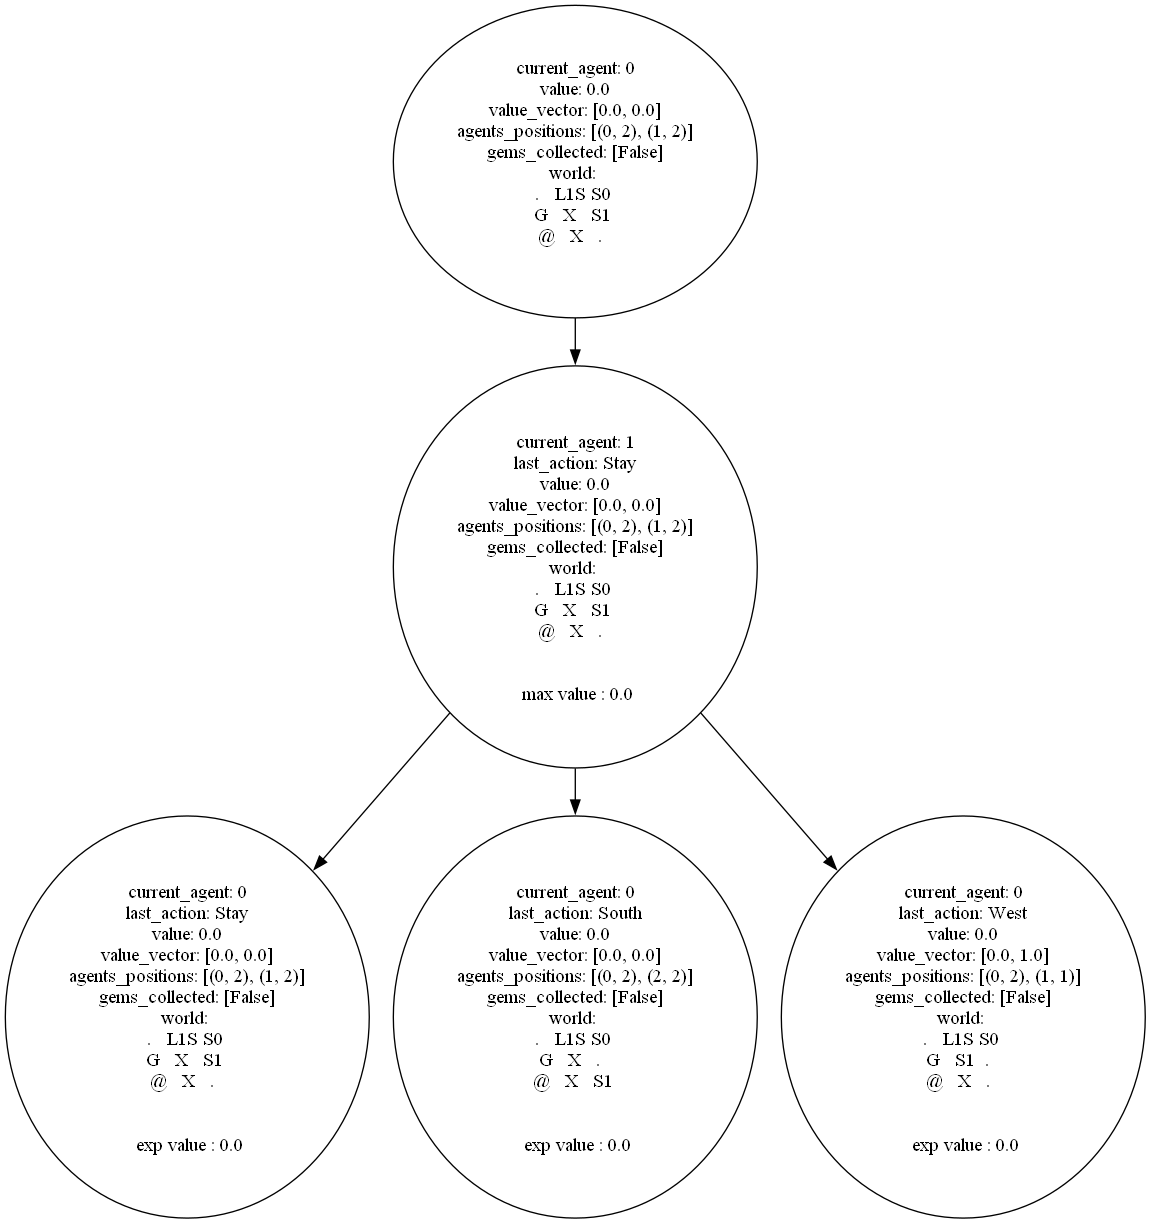 current_agent: 0
value: 0.0
value_vector: [0.0, 0.0]
agents_positions: [(0, 2), (1, 2)]
gems_collected: [False]
world:
. L1S S0
G X S1
@ X .
current_agent: 1
last_action: Stay
value: 0.0
value_vector: [0.0, 0.0]
agents_positions: [(0, 2), (1, 2)]
gems_collected: [False]
world:
. L1S S0
G X S1
@ X .
max value : 0.0
current_agent: 0
last_action: Stay
value: 0.0
value_vector: [0.0, 0.0]
agents_positions: [(0, 2), (1, 2)]
gems_collected: [False]
world:
. L1S S0
G X S1
@ X .
exp value : 0.0
current_agent: 0
last_action: South
value: 0.0
value_vector: [0.0, 0.0]
agents_positions: [(0, 2), (2, 2)]
gems_collected: [False]
world:
. L1S S0
G X .
@ X S1
exp value : 0.0
current_agent: 0
last_action: West
value: 0.0
value_vector: [0.0, 1.0]
agents_positions: [(0, 2), (1, 1)]
gems_collected: [False]
world:
. L1S S0
G S1 .
@ X .
exp value : 0.0